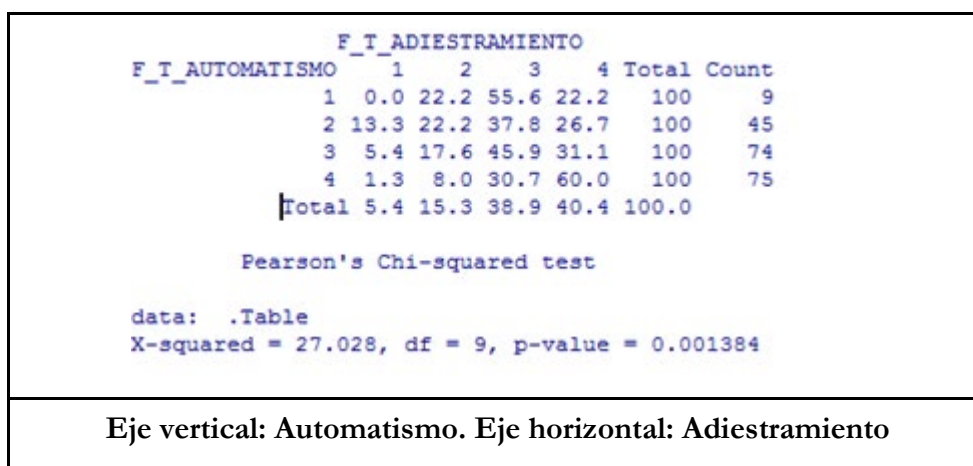 F_T_ADIESTRAMIENTO
F_T_AUTOMATISMO 1 2 3 4 Total Count
1 0.0 22.2 55.6 22.2 100 9
2 13.3 22.2 37.8 26.7 100 45
3 5.4 17.6 45.9 31.1 100 74
4 1.3 8.0 30.7 60.0 100 75
Total 5.4 15.3 38.9 40.4 100.0
Pearson's Chi-squared test
data: .Table
X-squared = 27.028, df = 9, p-value = 0.001384
Eje vertical: Automatismo. Eje horizontal: Adiestramiento